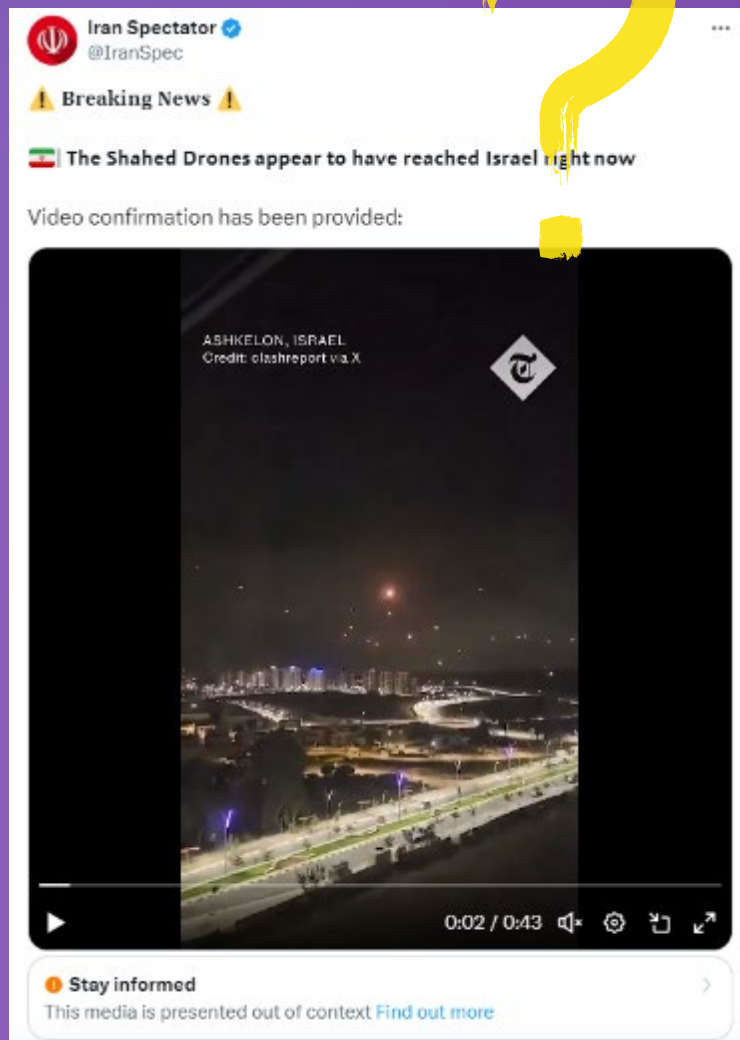 Iran Spectator
@IranSpec
⚠️ Breaking News ⚠️
🇮🇷| The Shahed Drones appear to have reached Israel right now
Video confirmation has been provided:
ASHKELON, ISRAEL
Credit: clashreport via X
T
0:02 / 0:43
Stay informed
This media is presented out of context Find out more
?